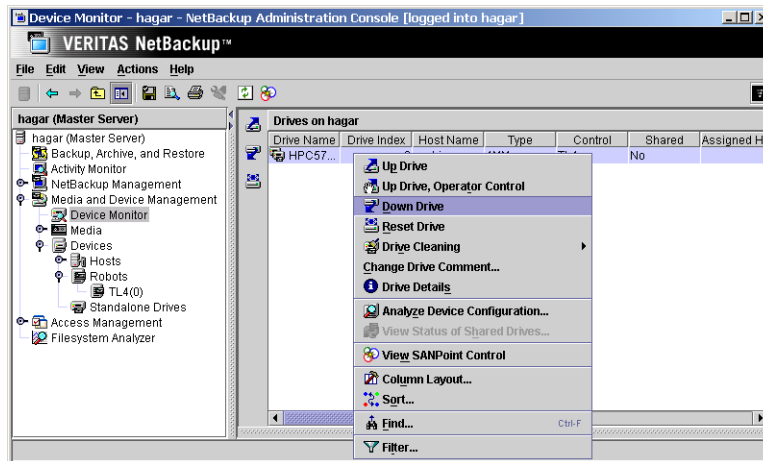 Device Monitor - hagar - NetBackup Administration Console [logged into hagar]
VERITAS NetBackup™
File Edit View Actions Help
hagar (Master Server)
hagar (Master Server)
Backup, Archive, and Restore
Activity Monitor
NetBackup Management
Media and Device Management
Device Monitor
Media
Devices
Hosts
Robots
TL4(0)
Standalone Drives
Access Management
Filesystem Analyzer
Drives on hagar
Drive Name Drive Index Host Name Type Control Shared Assigned H
HPC57... No
Up Drive
Up Drive, Operator Control
Down Drive
Reset Drive
Drive Cleaning
Change Drive Comment...
Drive Details
Analyze Device Configuration...
View Status of Shared Drives...
View SANPoint Control
Column Layout...
Sort...
Find... Ctrl-F
Filter...